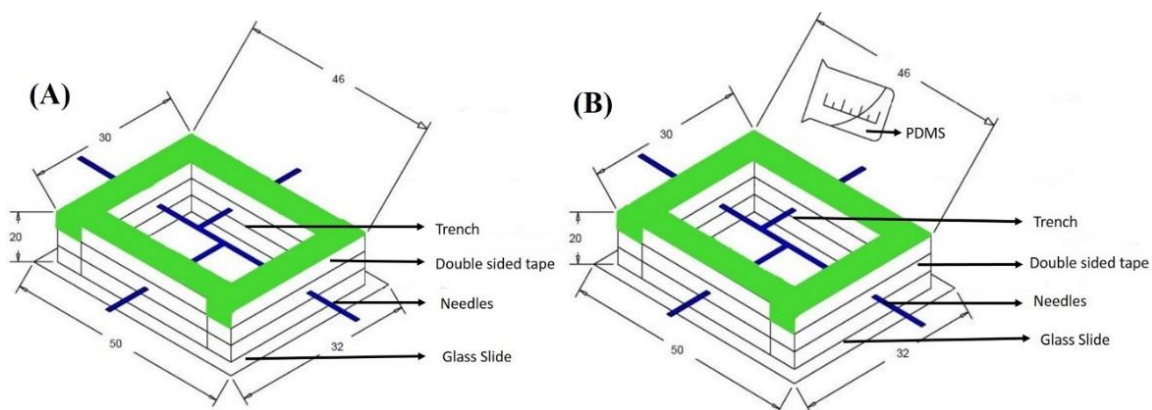 (A)
46
30
20
Trench
Double sided tape
Needles
Glass Slide
50
32
(B)
46
PDMS
30
20
Trench
Double sided tape
Needles
Glass Slide
50
32